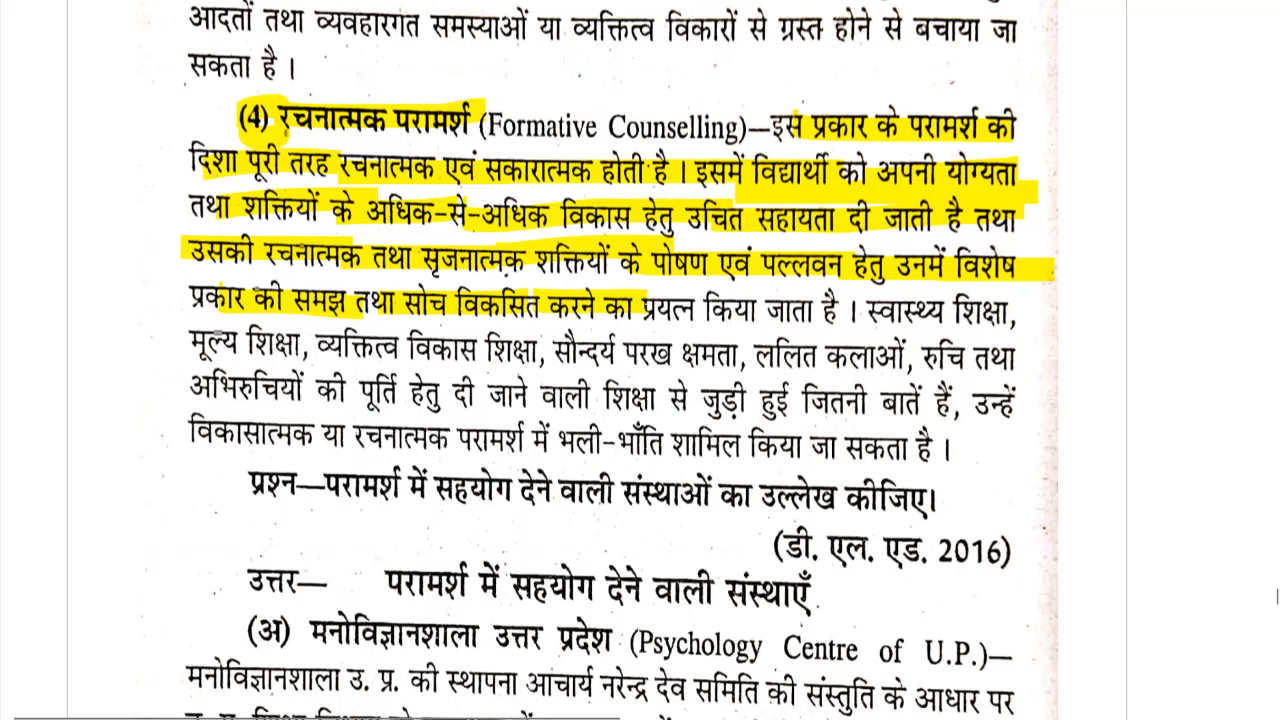 आदतों तथा व्यवहारगत समस्याओं या व्यक्तित्व विकारों से ग्रस्त होने से बचाया जा
सकता है ।
(4) रचनात्मक परामर्श (Formative Counselling)—इस प्रकार के परामर्श की
दिशा पूरी तरह रचनात्मक एवं सकारात्मक होती है । इसमें विद्यार्थी को अपनी योग्यता
तथा शक्तियों के अधिक-से-अधिक विकास हेतु उचित सहायता दी जाती है तथा
उसकी रचनात्मक तथा सृजनात्मक शक्तियों के पोषण एवं पल्लवन हेतु उनमें विशेष
प्रकार की समझ तथा सोच विकसित करने का प्रयत्न किया जाता है । स्वास्थ्य शिक्षा,
मूल्य शिक्षा, व्यक्तित्व विकास शिक्षा, सौन्दर्य परख क्षमता, ललित कलाओं, रुचि तथा
अभिरुचियों की पूर्ति हेतु दी जाने वाली शिक्षा से जुड़ी हुई जितनी बातें हैं, उन्हें
विकासात्मक या रचनात्मक परामर्श में भली-भाँति शामिल किया जा सकता है ।
प्रश्न—परामर्श में सहयोग देने वाली संस्थाओं का उल्लेख कीजिए।
(डी. एल. एड. 2016)
उत्तर— परामर्श में सहयोग देने वाली संस्थाएँ
(अ) मनोविज्ञानशाला उत्तर प्रदेश (Psychology Centre of U.P.)—
मनोविज्ञानशाला उ. प्र. की स्थापना आचार्य नरेन्द्र देव समिति की संस्तुति के आधार पर